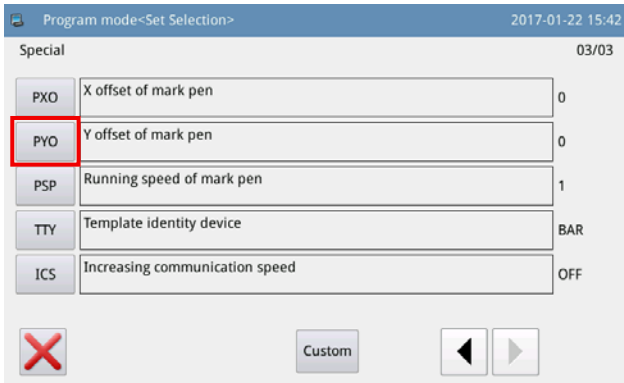 Program mode<Set Selection> 2017-01-22 15:42
Special 03/03
PXO X offset of mark pen 0
PYO Y offset of mark pen 0
PSP Running speed of mark pen 1
TTY Template identity device BAR
ICS Increasing communication speed OFF
Custom